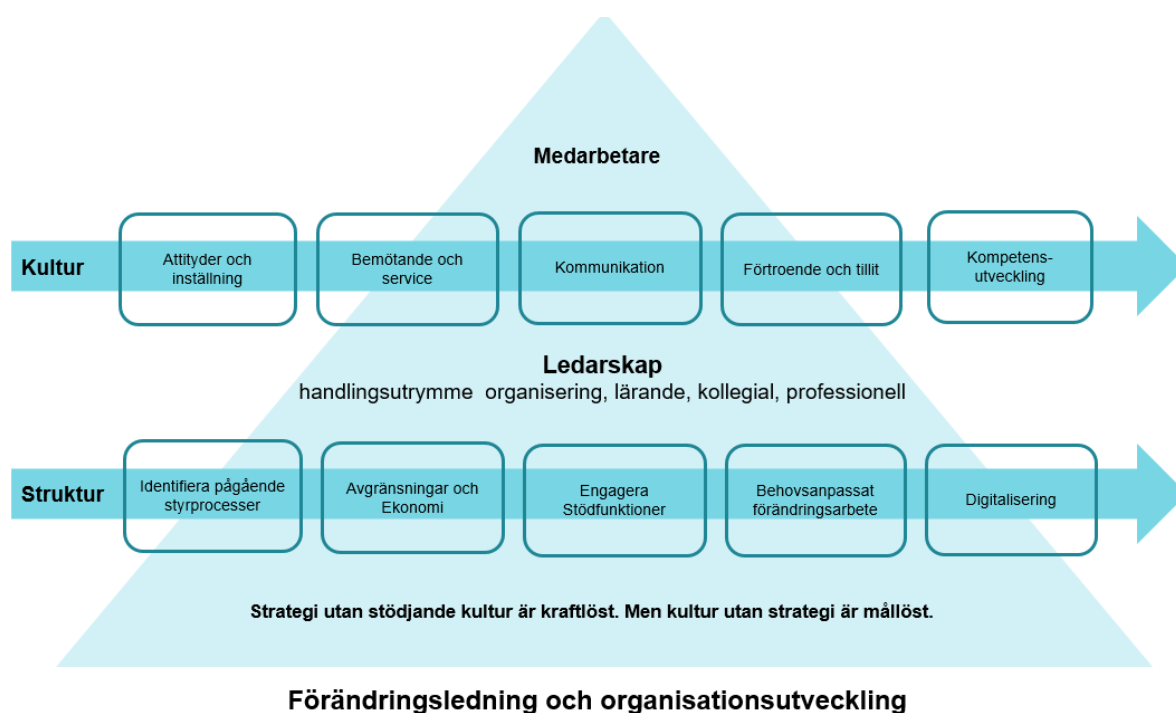 Medarbetare
Kultur
Attityder och
inställning
Bemötande och
service
Kommunikation
Förtroende och tillit
Kompetens-
utveckling
Ledarskap
handlingsutrymme organisering, lärande, kollegial, professionell
Struktur
Identifiera pågående
styrprocesser
Avgränsningar och
Ekonomi
Engagera
Stödfunktioner
Behovsanpassat
förändringsarbete
Digitalisering
Strategi utan stödjande kultur är kraftlöst. Men kultur utan strategi är mållöst.
Förändringsledning och organisationsutveckling